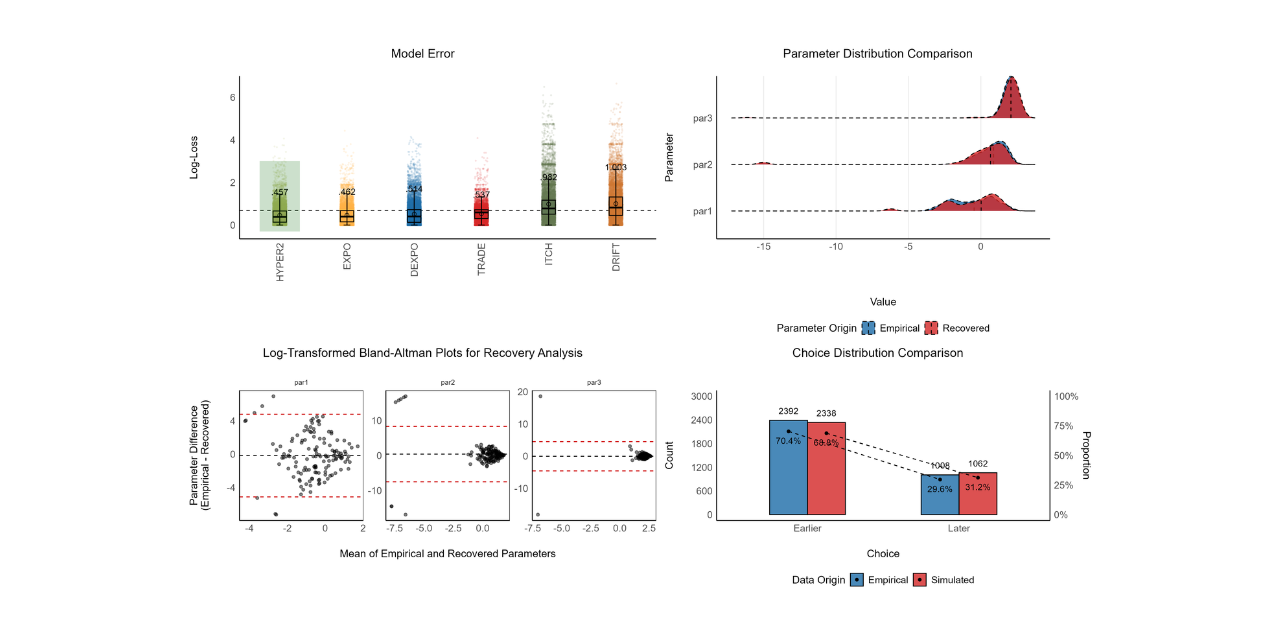 Model Error
Log-Loss
6
4
2
0
.457
.462
.514
.537
.932
1.003
HYPER2
EXPO
DEXPO
TRADE
ITCH
DRIFT
Parameter Distribution Comparison
Parameter
par3
par2
par1
-15
-10
-5
0
Value
Parameter Origin Empirical Recovered
Log-Transformed Bland-Altman Plots for Recovery Analysis
Parameter Difference
(Empirical - Recovered)
par1
4
0
-4
-4
-2
0
2
par2
10
0
-10
-7.5
-5.0
-2.5
0.0
par3
20
10
0
-10
-7.5
-5.0
-2.5
0.0
2.5
Mean of Empirical and Recovered Parameters
Choice Distribution Comparison
Count
3000
2400
1800
1200
600
0
2392
2338
70.4%
68.8%
1008
1062
29.6%
31.2%
100%
75%
50%
25%
0%
Proportion
Earlier
Later
Choice
Data Origin Empirical Simulated